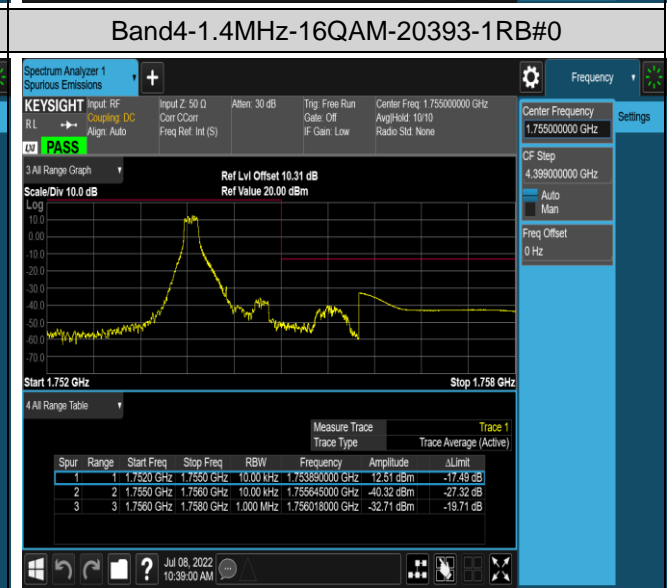 Band4-1.4MHz-16QAM-20393-1RB#0
Spectrum Analyzer 1
Spurious Emissions
Frequency
KEYSIGHT
R L
PASS
Input: RF
Coupling: DC
Align: Auto
Input Z: 50 Ω
Corr CCorr
Freq Ref: Int (S)
Atten: 30 dB
Trig: Free Run
Gate: Off
IF Gain: Low
Center Freq: 1.755000000 GHz
Avg|Hold: 10/10
Radio Std: None
Center Frequency
1.755000000 GHz
Settings
CF Step
4.399000000 GHz
Auto
Man
Freq Offset
0 Hz
3 All Range Graph
Scale/Div 10.0 dB
Ref Lvl Offset 10.31 dB
Ref Value 20.00 dBm
Log
10.0
0.00
-10.0
-20.0
-30.0
-40.0
-50.0
-60.0
-70.0
Start 1.752 GHz
Stop 1.758 GHz
4 All Range Table
Measure Trace Trace 1
Trace Type Trace Average (Active)
Spur Range Start Freq Stop Freq RBW Frequency Amplitude ΔLimit
1 1 1.7520 GHz 1.7550 GHz 10.00 kHz 1.753890000 GHz 12.51 dBm -17.49 dB
2 2 1.7550 GHz 1.7560 GHz 10.00 kHz 1.755645000 GHz -40.32 dBm -27.32 dB
3 3 1.7560 GHz 1.7580 GHz 1.000 MHz 1.756018000 GHz -32.71 dBm -19.71 dB
Jul 08, 2022
10:39:00 AM